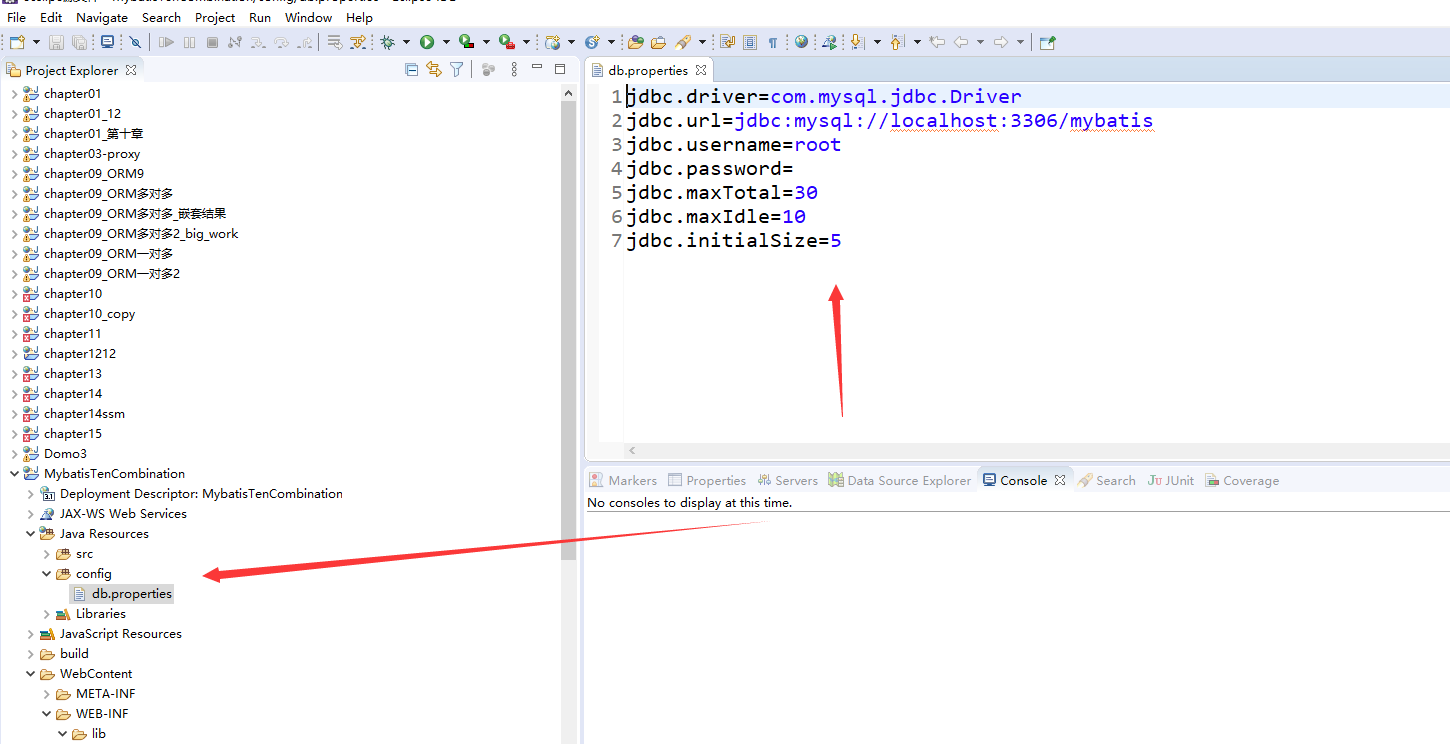 File Edit Navigate Search Project Run Window Help
Project Explorer
chapter01
chapter01_12
chapter01_第十章
chapter03-proxy
chapter09_ORM9
chapter09_ORM多对多
chapter09_ORM多对多_嵌套结果
chapter09_ORM多对多2_big_work
chapter09_ORM一对多
chapter09_ORM一对多2
chapter10
chapter10_copy
chapter11
chapter1212
chapter13
chapter14
chapter14ssm
chapter15
Domo3
MybatisTenCombination
Deployment Descriptor: MybatisTenCombination
JAX-WS Web Services
Java Resources
src
config
db.properties
Libraries
JavaScript Resources
build
WebContent
META-INF
WEB-INF
lib
db.properties
1 jdbc.driver=com.mysql.jdbc.Driver
2 jdbc.url=jdbc:mysql://localhost:3306/mybatis
3 jdbc.username=root
4 jdbc.password=
5 jdbc.maxTotal=30
6 jdbc.maxIdle=10
7 jdbc.initialSize=5
Markers Properties Servers Data Source Explorer Console Search JUnit Coverage
No consoles to display at this time.